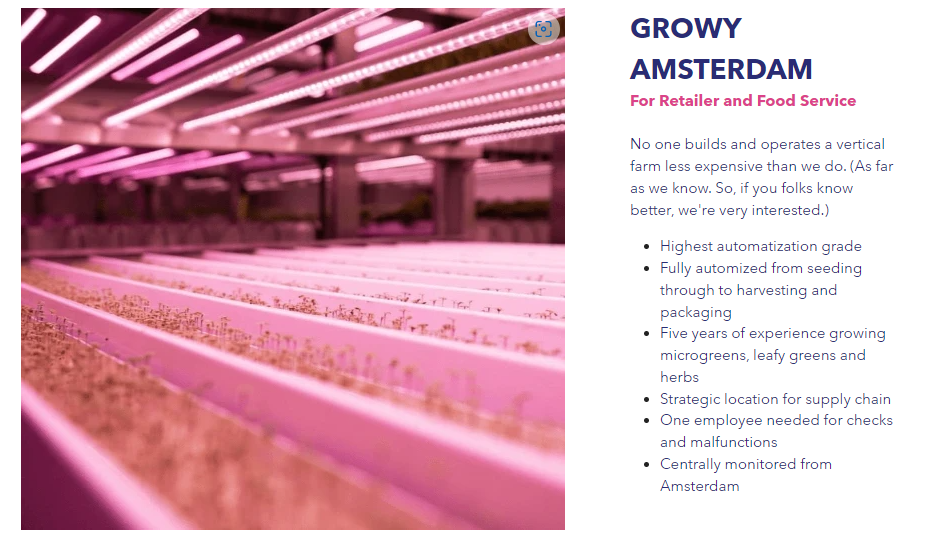 GROWY
AMSTERDAM
For Retailer and Food Service
No one builds and operates a vertical
farm less expensive than we do. (As far
as we know. So, if you folks know
better, we're very interested.)
• Highest automatization grade
• Fully automized from seeding
through to harvesting and
packaging
• Five years of experience growing
microgreens, leafy greens and
herbs
• Strategic location for supply chain
• One employee needed for checks
and malfunctions
• Centrally monitored from
Amsterdam